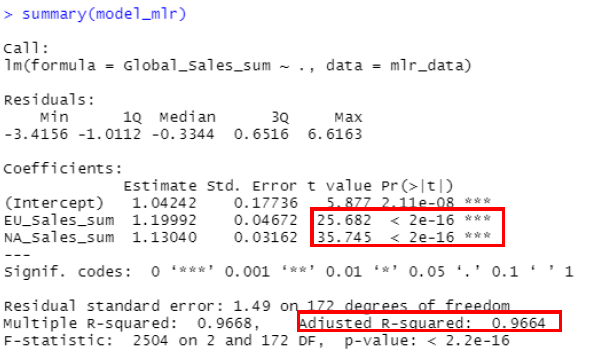 > summary(model_mlr)
Call:
lm(formula = Global_Sales_sum ~ ., data = mlr_data)
Residuals:
    Min      1Q  Median      3Q     Max
-3.4156 -1.0112 -0.3344  0.6516  6.6163
Coefficients:
             Estimate Std. Error t value Pr(>|t|)
(Intercept)   1.04242    0.17736   5.877 2.11e-08 ***
EU_Sales_sum  1.19992    0.04672  25.682  < 2e-16 ***
NA_Sales_sum  1.13040    0.03162  35.745  < 2e-16 ***
---
Signif. codes:  0 ‘***’ 0.001 ‘**’ 0.01 ‘*’ 0.05 ‘.’ 0.1 ‘ ’ 1
Residual standard error: 1.49 on 172 degrees of freedom
Multiple R-squared:  0.9668,    Adjusted R-squared:  0.9664
F-statistic:  2504 on 2 and 172 DF,  p-value: < 2.2e-16